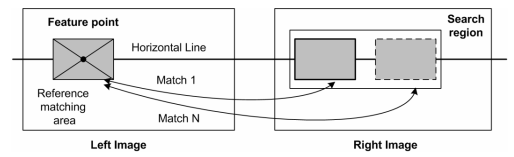 Feature point
Search
region
Horizontal Line
Match 1
Reference
matching
area
Match N
Left Image
Right Image